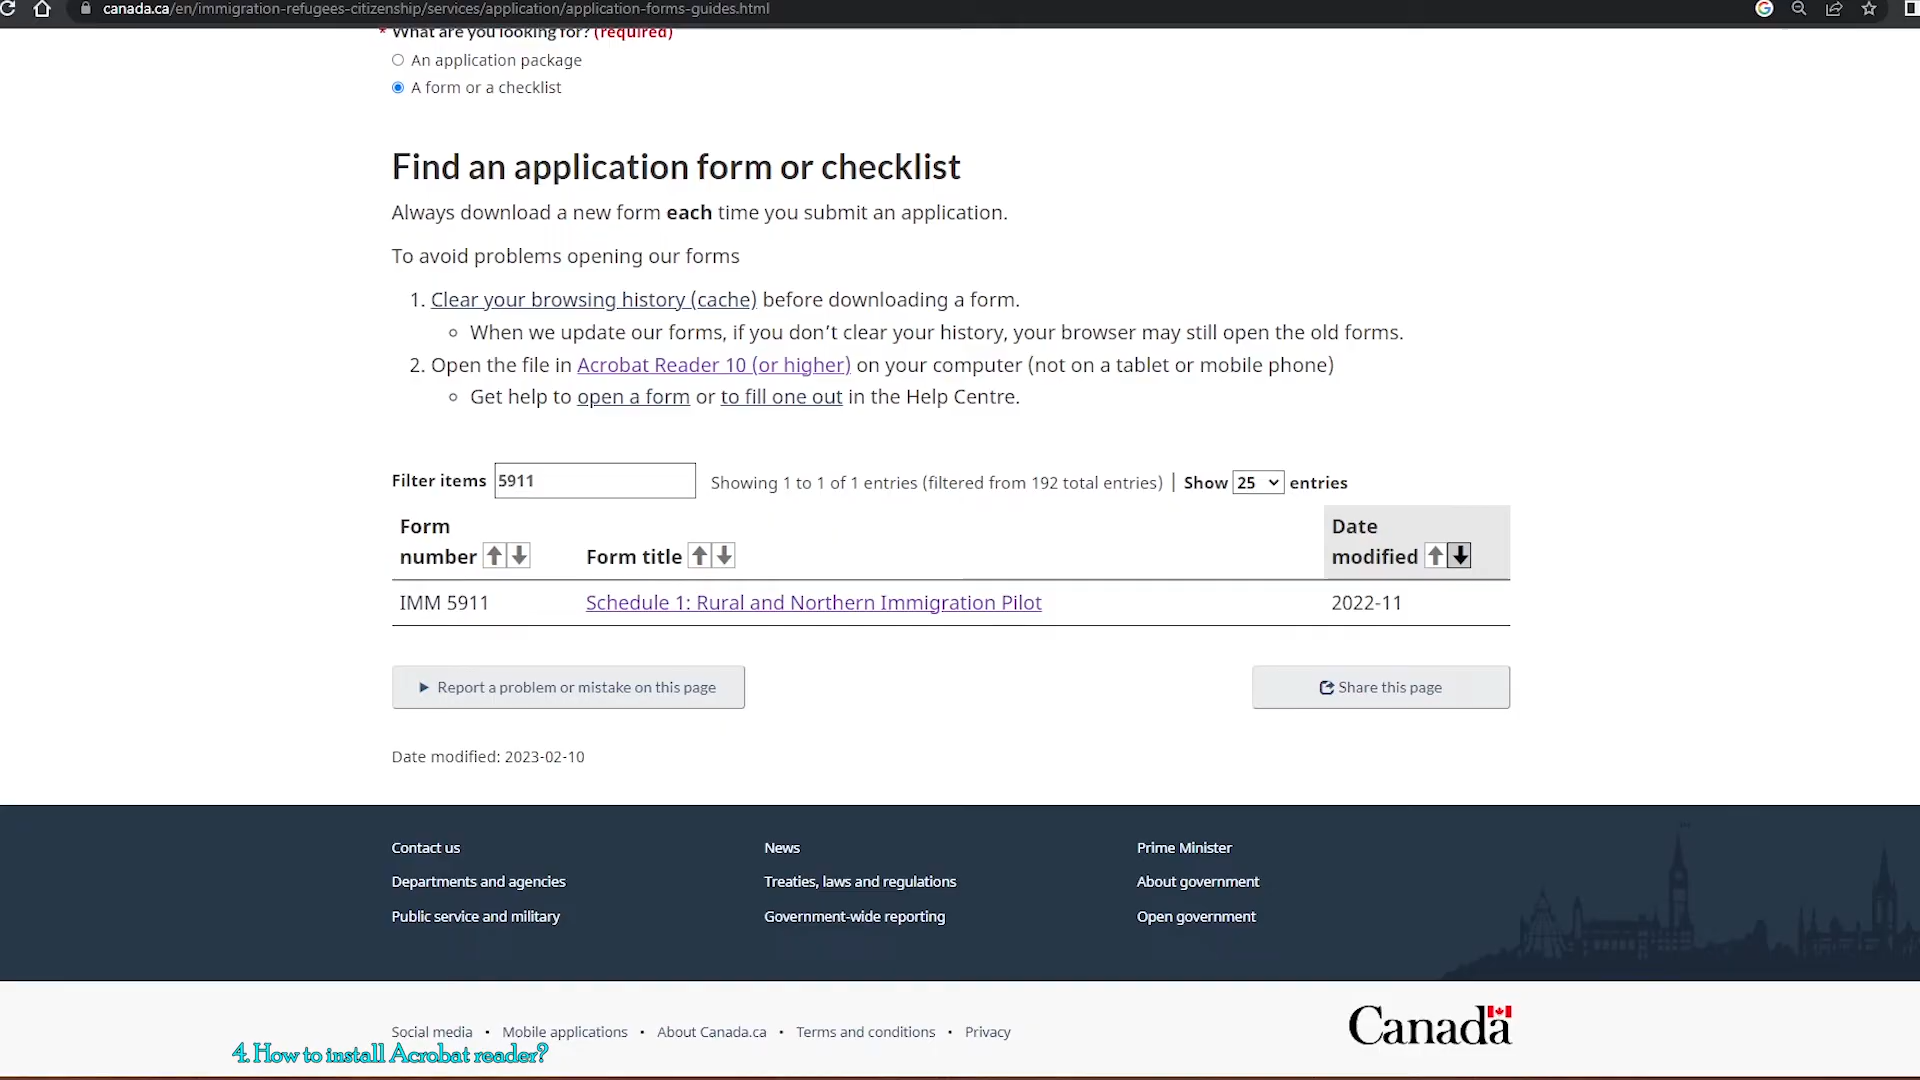 canada.ca/en/immigration-refugees-citizenship/services/application/application-forms-guides.html
* What are you looking for? (required)
An application package
A form or a checklist
Find an application form or checklist
Always download a new form each time you submit an application.
To avoid problems opening our forms
1. Clear your browsing history (cache) before downloading a form.
When we update our forms, if you don’t clear your history, your browser may still open the old forms.
2. Open the file in Acrobat Reader 10 (or higher) on your computer (not on a tablet or mobile phone)
Get help to open a form or to fill one out in the Help Centre.
Filter items 5911 Showing 1 to 1 of 1 entries (filtered from 192 total entries) | Show 25 entries
Form number Form title Date modified
IMM 5911 Schedule 1: Rural and Northern Immigration Pilot 2022-11
Report a problem or mistake on this page Share this page
Date modified: 2023-02-10
Contact us News Prime Minister
Departments and agencies Treaties, laws and regulations About government
Public service and military Government-wide reporting Open government
Social media • Mobile applications • About Canada.ca • Terms and conditions • Privacy
Canada
4. How to install Acrobat reader?